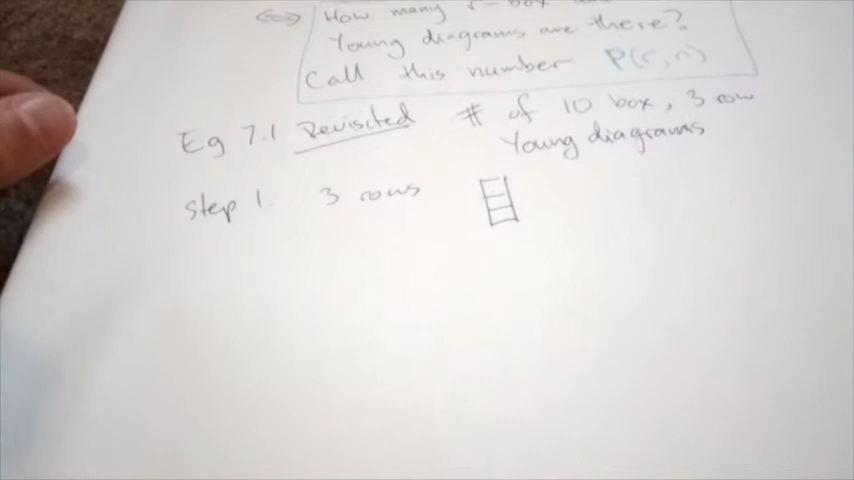 ⇔ How many r-box
Young diagrams are there?
Call this number P(r,n)
Eg 7.1 Revisited # of 10 box, 3 row
Young diagrams
Step 1. 3 rows